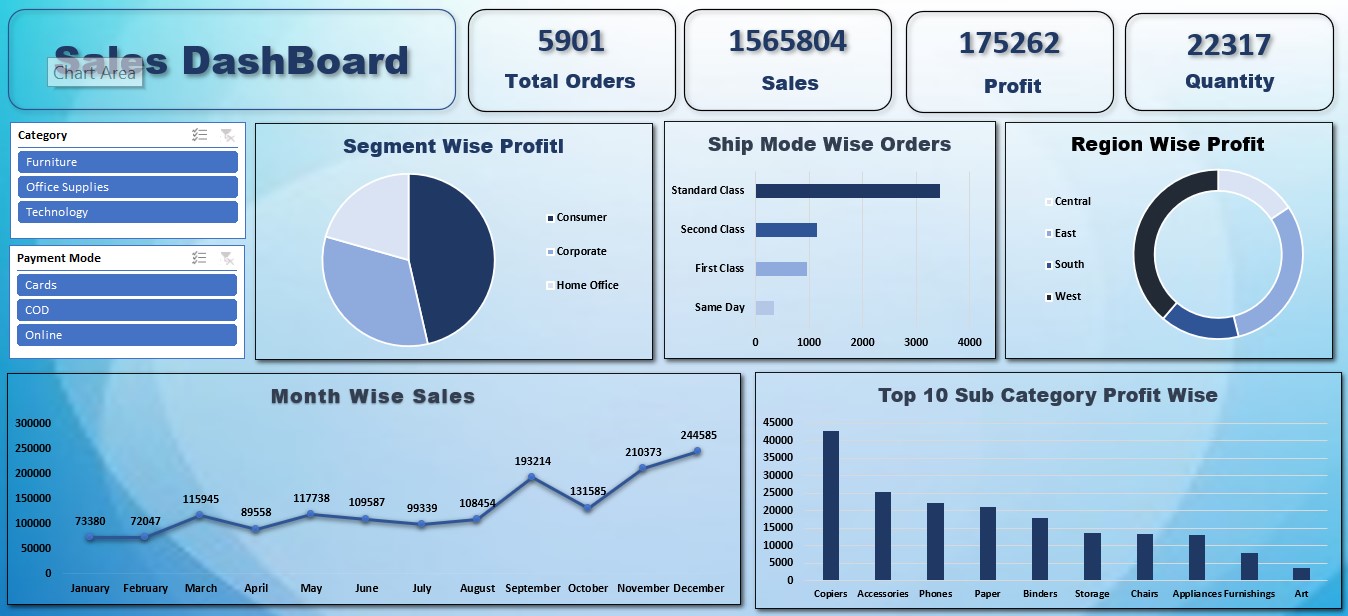 Sales DashBoard
Chart Area
5901
Total Orders
1565804
Sales
175262
Profit
22317
Quantity
Category
Furniture
Office Supplies
Technology
Payment Mode
Cards
COD
Online
Segment Wise Profitl
Consumer
Corporate
Home Office
Ship Mode Wise Orders
Standard Class
Second Class
First Class
Same Day
0 1000 2000 3000 4000
Region Wise Profit
Central
East
South
West
Month Wise Sales
300000
250000
200000
150000
100000
50000
0
73380 72047 115945 89558 117738 109587 99339 108454 193214 131585 210373 244585
January February March April May June July August September October November December
Top 10 Sub Category Profit Wise
45000
40000
35000
30000
25000
20000
15000
10000
5000
0
Copiers Accessories Phones Paper Binders Storage Chairs Appliances Furnishings Art